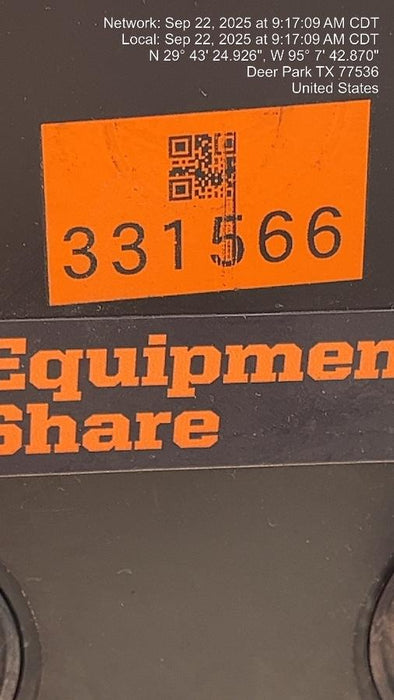 Network: Sep 22, 2025 at 9:17:09 AM CDT
Local: Sep 22, 2025 at 9:17:09 AM CDT
N 29° 43' 24.926", W 95° 7' 42.870"
Deer Park TX 77536
United States
331566
Equipmen
Share